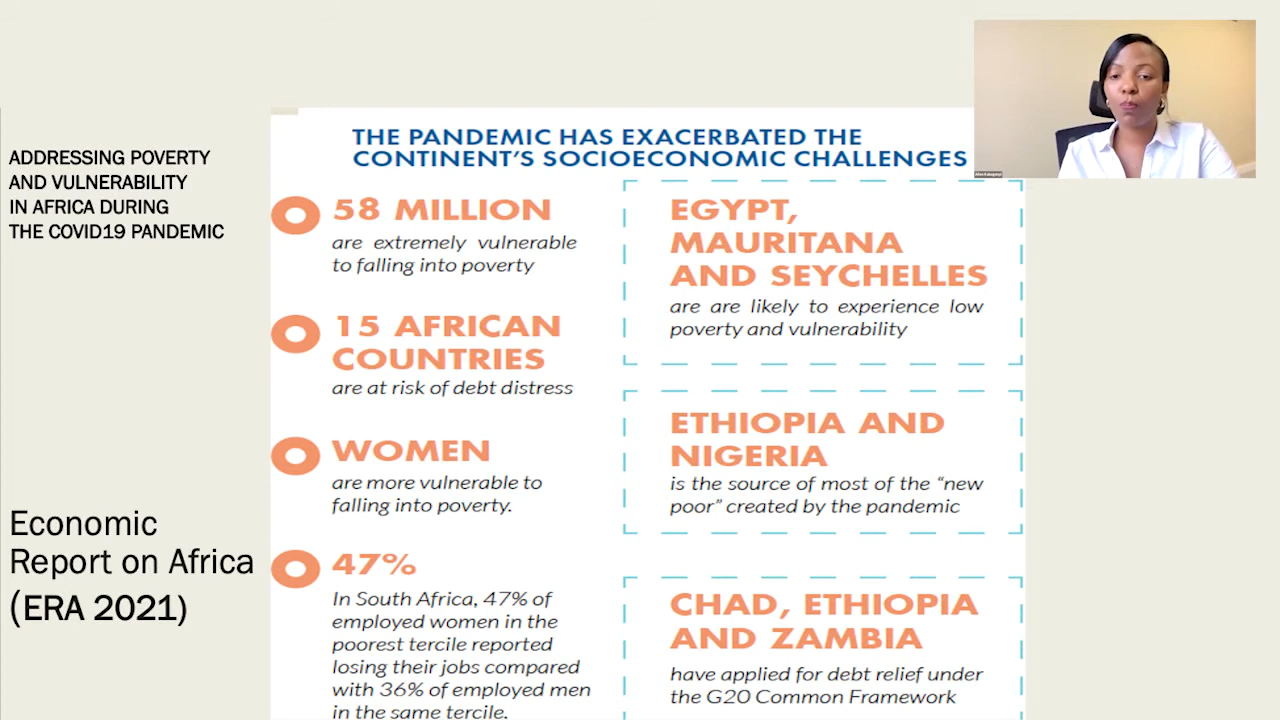 ADDRESSING POVERTY
AND VULNERABILITY
IN AFRICA DURING
THE COVID19 PANDEMIC
Economic
Report on Africa
(ERA 2021)
THE PANDEMIC HAS EXACERBATED THE
CONTINENT'S SOCIOECONOMIC CHALLENGES
58 MILLION
are extremely vulnerable
to falling into poverty
15 AFRICAN
COUNTRIES
are at risk of debt distress
WOMEN
are more vulnerable to
falling into poverty.
47%
In South Africa, 47% of
employed women in the
poorest tercile reported
losing their jobs compared
with 36% of employed men
in the same tercile.
EGYPT,
MAURITANA
AND SEYCHELLES
are are likely to experience low
poverty and vulnerability
ETHIOPIA AND
NIGERIA
is the source of most of the “new
poor” created by the pandemic
CHAD, ETHIOPIA
AND ZAMBIA
have applied for debt relief under
the G20 Common Framework